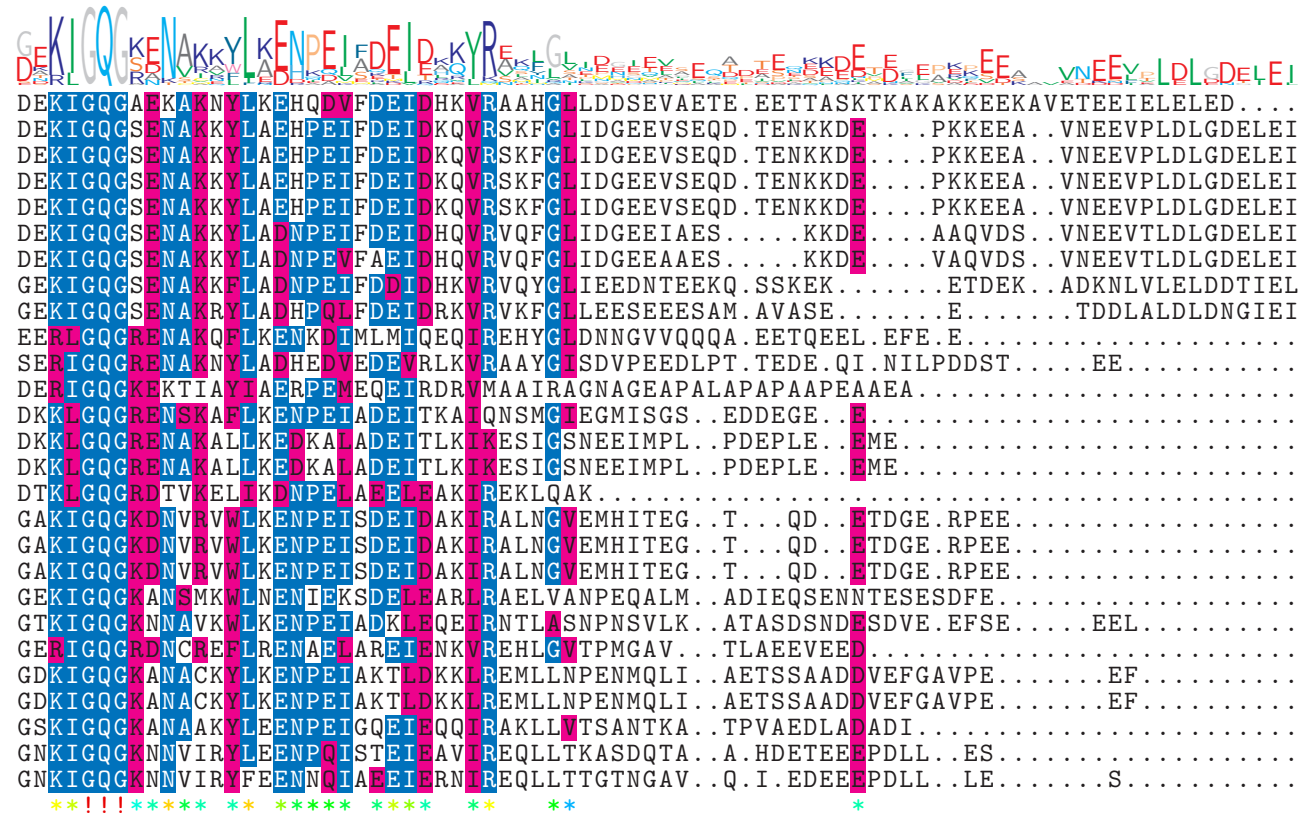 DEKIGQGAEKAKNYLKEHQDVFDEIDHKVRAAHGLLDDSEVAETE.EETTASKTKAKAKKEEKAVETEEIELELED....
DEKIGQGSENAKKYLAEHPEIFDEIDKQVRSKFGLIDGEEVSEQD.TENKKDE....PKKEEA..VNEEVPLDLGDELEI
DEKIGQGSENAKKYLAEHPEIFDEIDKQVRSKFGLIDGEEVSEQD.TENKKDE....PKKEEA..VNEEVPLDLGDELEI
DEKIGQGSENAKKYLAEHPEIFDEIDKQVRSKFGLIDGEEVSEQD.TENKKDE....PKKEEA..VNEEVPLDLGDELEI
DEKIGQGSENAKKYLAEHPEIFDEIDKQVRSKFGLIDGEEVSEQD.TENKKDE....PKKEEA..VNEEVPLDLGDELEI
DEKIGQGSENAKKYLADNPEIFDEIDHQVRVQFGLIDGEEIAES.....KKDE....AAQVDS..VNEEVTLDLGDELEI
DEKIGQGSENAKKYLADNPEVFAEIDHQVRVQFGLIDGEEAAES.....KKDE....VAQVDS..VNEEVTLDLGDELEI
GEKIGQGSENAKKFLADNPEIFDDIDHKVRVQYGLIEEDNTEEKQ.SSKEK.......ETDEK..ADKNLVLELDDTIEL
GEKIGQGSENAKRYLADHPQLFDEIDRKVRVKFGLLEESEEESAM.AVASE.......E.......TDDLALDLDNGIEI
EERLGQGRENAKQFLKENKDIMLMIQEQIREHYGLDNNGVVQQQA.EETQEEL.EFE.E.....................
SERIGQGRENAKNYLADHEDVEDEVRLKVRAAYGISDVPEEDLPT.TEDE.QI.NILPDDST.....EE...........
DERIGQGKEKTIAYIAERPEMEQEIRDRVMAAIRAGNAGEAPALAPAPAAPEAAEA........................
DKKLGQGRENSKAFLKENPEIADEITKAIQNSMGIEGMISGS..EDDEGE..E...........................
DKKLGQGRENAKALLKEDKALADEITLKIKESIGSNEEIMPL..PDEPLE..EME.........................
DKKLGQGRENAKALLKEDKALADEITLKIKESIGSNEEIMPL..PDEPLE..EME.........................
DTKLGQGRDTVKELIKDNPELAEELEAKIREKLQAK............................................
GAKIGQGKDNVRVWLKENPEISDEIDAKIRALNGVEMHITEG..T...QD..ETDGE.RPEE..................
GAKIGQGKDNVRVWLKENPEISDEIDAKIRALNGVEMHITEG..T...QD..ETDGE.RPEE..................
GAKIGQGKDNVRVWLKENPEISDEIDAKIRALNGVEMHITEG..T...QD..ETDGE.RPEE..................
GEKIGQGKANSMKWLNENIEKSDELEARLRAELVANPEQALM..ADIEQSENNTESESDFE...................
GTKIGQGKNNAVKWLKENPEIADKLEQEIRNTLASNPNSVLK..ATASDSNDESDVE.EFSE.....EEL..........
GERIGQGRDNCREFLRENAELAREIENKVREHLGVTPMGAV...TLAEEVEED...........................
GDKIGQGKANACKYLKENPEIAKTLDKKLREMLLNPENMQLI..AETSSAADDVEFGAVPE.......EF..........
GDKIGQGKANACKYLKENPEIAKTLDKKLREMLLNPENMQLI..AETSSAADDVEFGAVPE.......EF..........
GSKIGQGKANAAKYLEENPEIGQEIEQQIRAKLLVTSANTKA..TPVAEDLADADI........................
GNKIGQGKNNVIRYLEENPQISTEIEAVIREQLLTKASDQTA..A.HDETEEEPDLL..ES...................
GNKIGQGKNNVIRYFEENNQIAEEIERNIREQLLTTGTNGAV..Q.I.EDEEEPDLL..LE.......S...........
**!!!***** ** ***** **** ** ** *